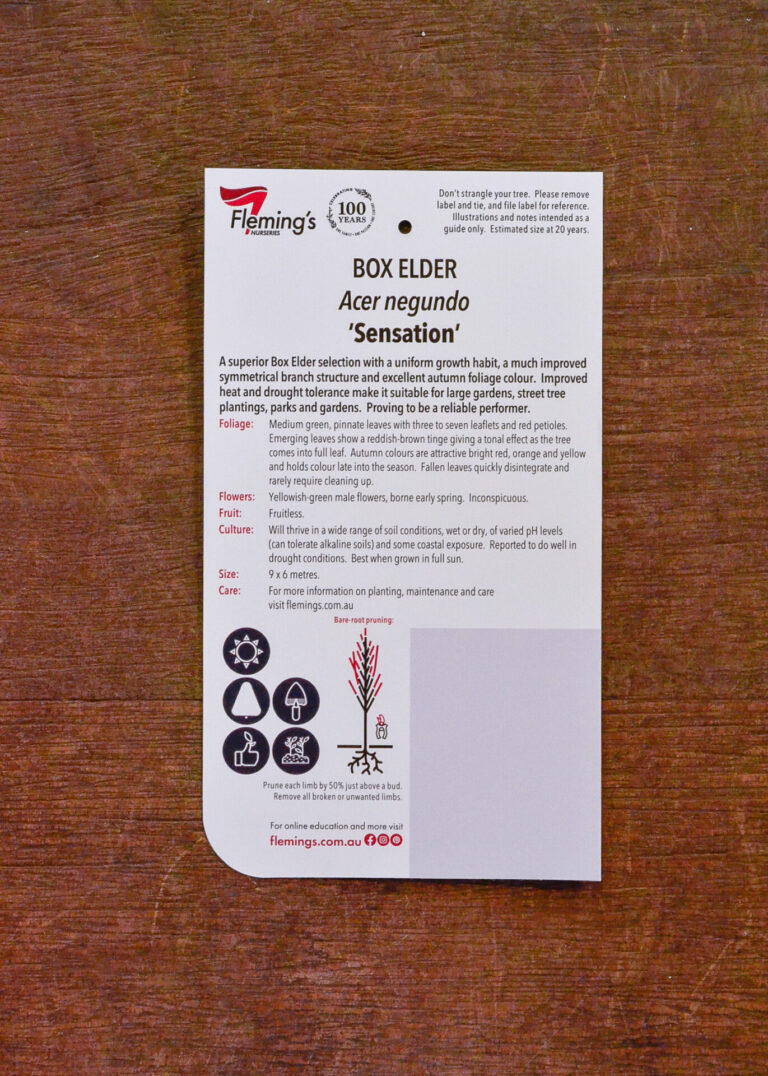 Fleming's
NURSERIES
CELEBRATING
100
YEARS
Don't strangle your tree. Please remove
label and tie, and file label for reference.
Illustrations and notes intended as a
guide only. Estimated size at 20 years.
BOX ELDER
Acer negundo
'Sensation'
A superior Box Elder selection with a uniform growth habit, a much improved
symmetrical branch structure and excellent autumn foliage colour. Improved
heat and drought tolerance make it suitable for large gardens, street tree
plantings, parks and gardens. Proving to be a reliable performer.
Foliage: Medium green, pinnate leaves with three to seven leaflets and red petioles.
Emerging leaves show a reddish-brown tinge giving a tonal effect as the tree
comes into full leaf. Autumn colours are attractive bright red, orange and yellow
and holds colour late into the season. Fallen leaves quickly disintegrate and
rarely require cleaning up.
Flowers: Yellowish-green male flowers, borne early spring. Inconspicuous.
Fruit: Fruitless.
Culture: Will thrive in a wide range of soil conditions, wet or dry, of varied pH levels
(can tolerate alkaline soils) and some coastal exposure. Reported to do well in
drought conditions. Best when grown in full sun.
Size: 9 x 6 metres.
Care: For more information on planting, maintenance and care
visit flemings.com.au
Bare-root pruning:
Prune each limb by 50% just above a bud.
Remove all broken or unwanted limbs.
For online education and more visit
flemings.com.au